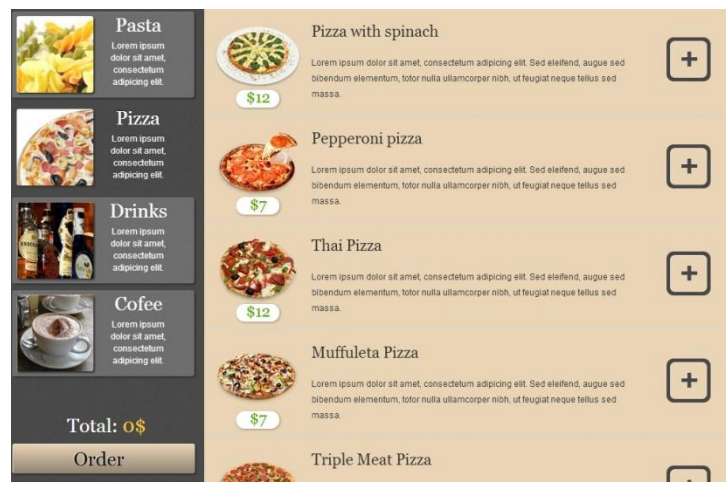 Pasta
Lorem ipsum
dolor sit amet,
consectetum
adipicing elit.
Pizza
Lorem ipsum
dolor sit amet,
consectetum
adipicing elit.
Drinks
Lorem ipsum
dolor sit amet,
consectetum
adipicing elit.
Cofee
Lorem ipsum
dolor sit amet,
consectetum
adipicing elit.
Total: 0$
Order
Pizza with spinach
Lorem ipsum dolor sit amet, consectetum adipicing elit. Sed eleifend, augue sed
bibendum elementum, totor nulla ullamcorper nibh, ut feugiat neque tellus sed
massa.
$12
+
Pepperoni pizza
Lorem ipsum dolor sit amet, consectetum adipicing elit. Sed eleifend, augue sed
bibendum elementum, totor nulla ullamcorper nibh, ut feugiat neque tellus sed
massa.
$7
+
Thai Pizza
Lorem ipsum dolor sit amet, consectetum adipicing elit. Sed eleifend, augue sed
bibendum elementum, totor nulla ullamcorper nibh, ut feugiat neque tellus sed
massa.
$12
+
Muffuleta Pizza
Lorem ipsum dolor sit amet, consectetum adipicing elit. Sed eleifend, augue sed
bibendum elementum, totor nulla ullamcorper nibh, ut feugiat neque tellus sed
massa.
$7
+
Triple Meat Pizza